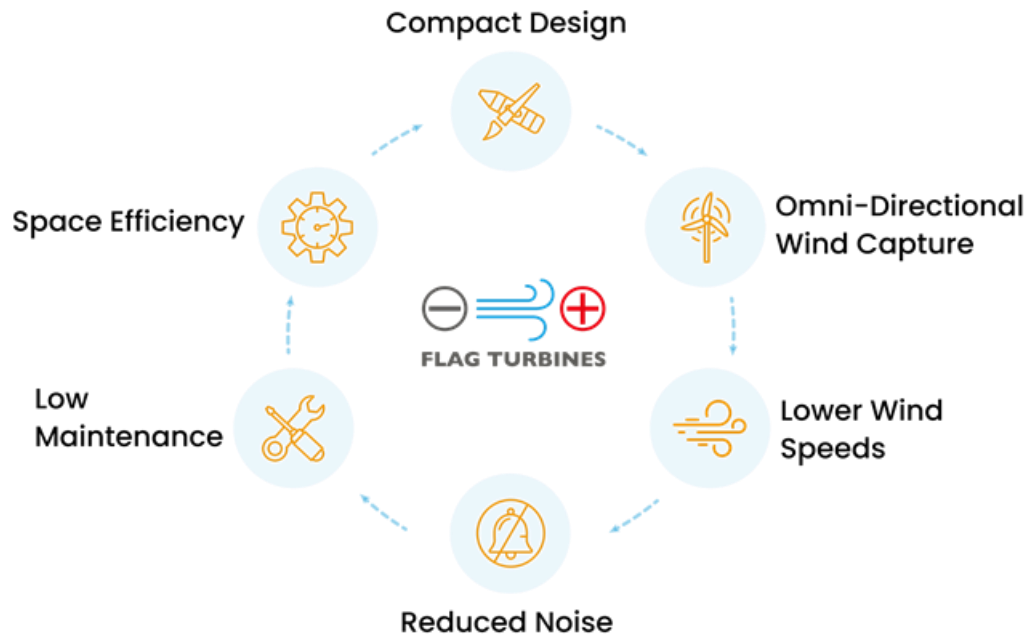 Compact Design
Omni-Directional
Wind Capture
Lower Wind
Speeds
Reduced Noise
Low
Maintenance
Space Efficiency
FLAG TURBINES